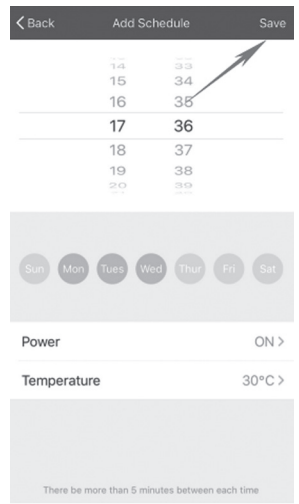 Back Add Schedule Save
14 33
15 34
16 35
17 36
18 37
19 38
20 39
Sun Mon Tues Wed Thur Fri Sat
Power ON
Temperature 30°C
There be more than 5 minutes between each time